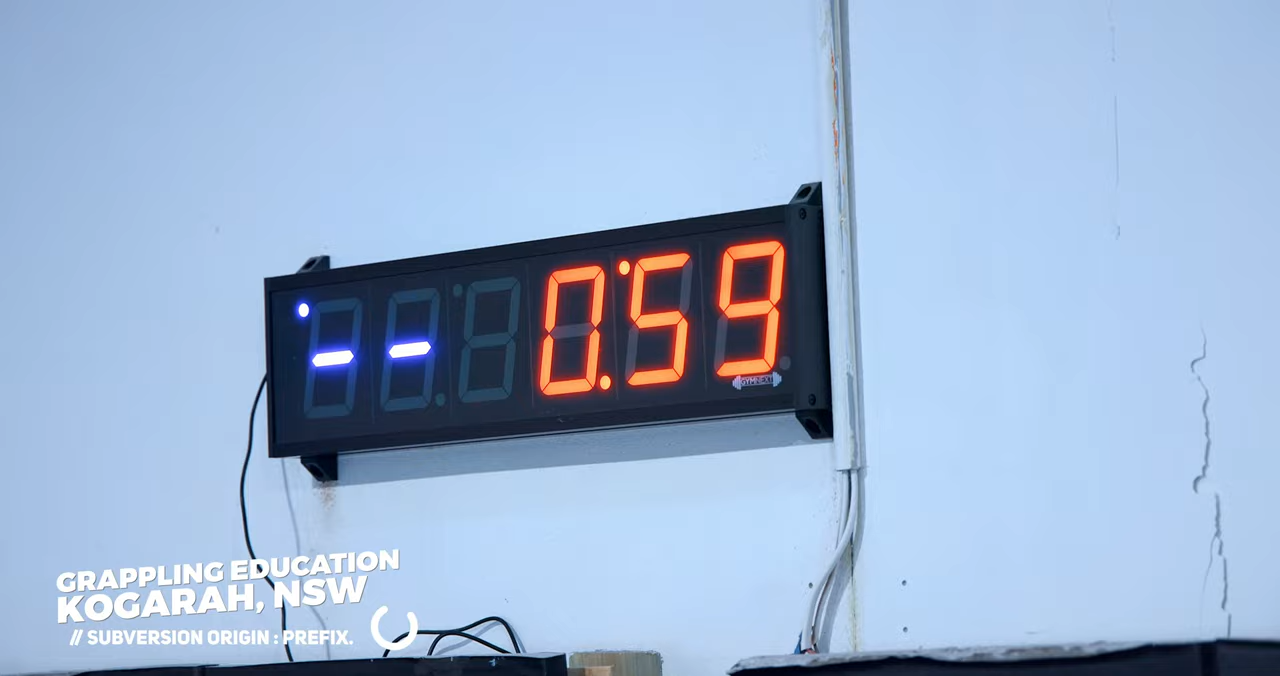 -- 0:59
GYMNEXT
GRAPPLING EDUCATION
KOGARAH, NSW
// SUBVERSION ORIGIN : PREFIX.